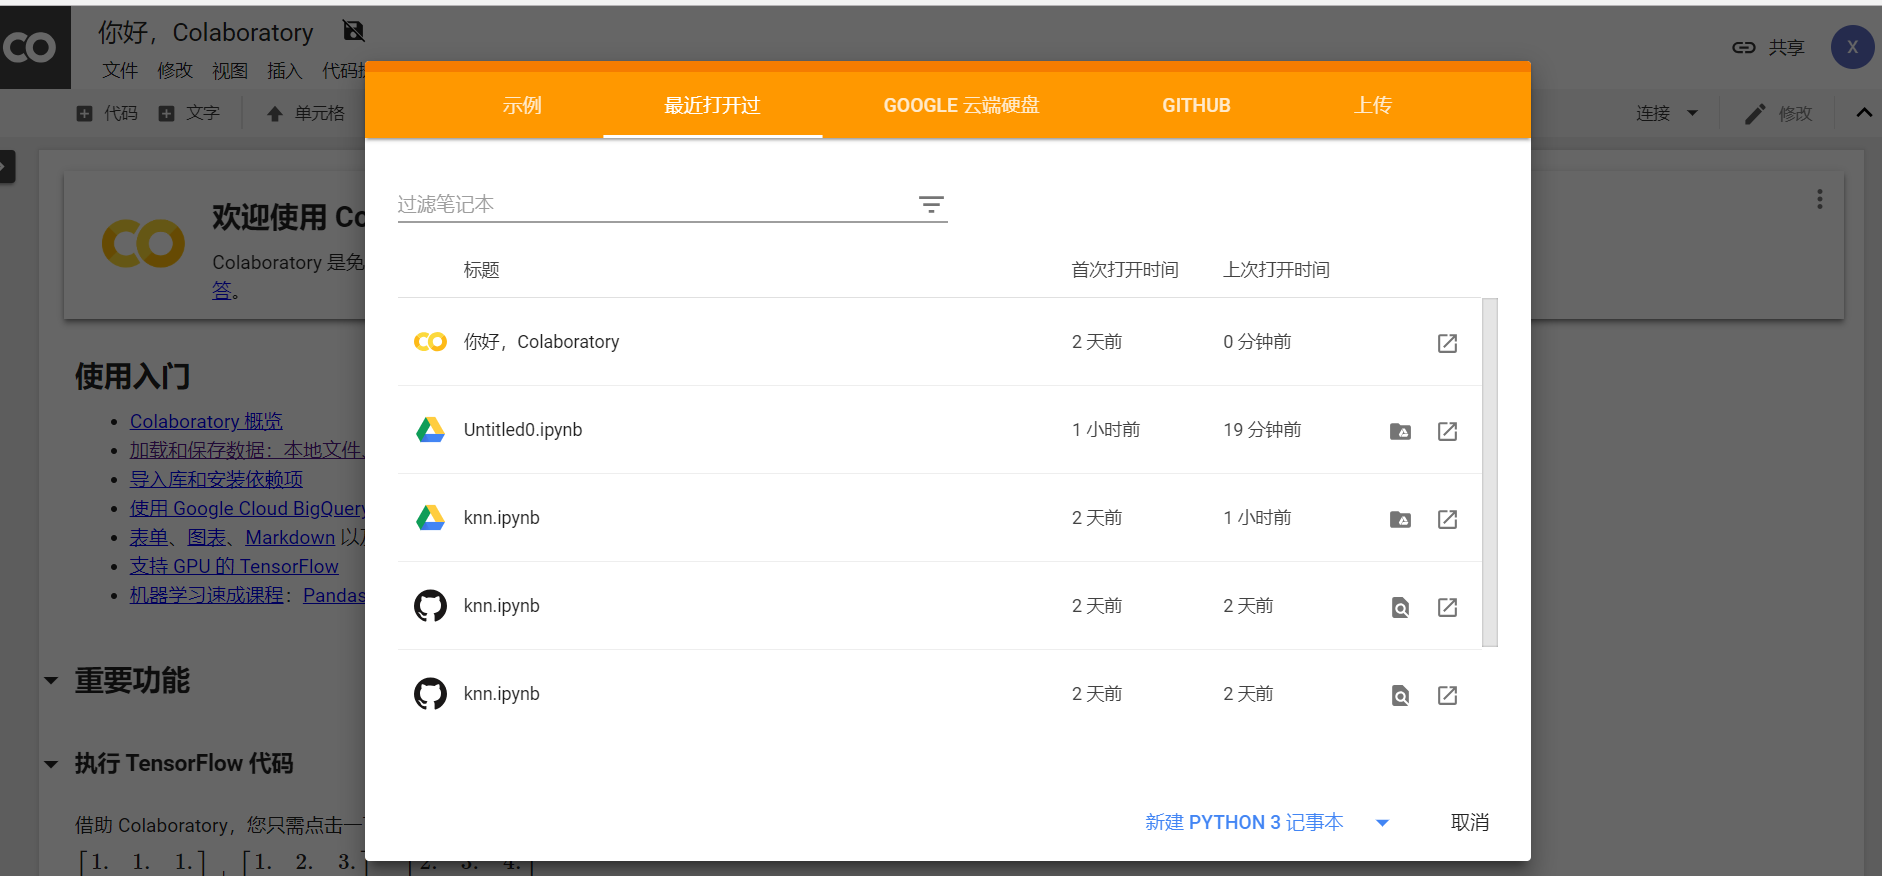 你好，Colaboratory
文件 修改 视图 插入
共享
X
代码 文字 单元格
连接 修改
示例 最近打开过 GOOGLE 云端硬盘 GITHUB 上传
过滤笔记本
标题 首次打开时间 上次打开时间
你好，Colaboratory 2 天前 0 分钟前
Untitled0.ipynb 1 小时前 19 分钟前
knn.ipynb 2 天前 1 小时前
knn.ipynb 2 天前 2 天前
knn.ipynb 2 天前 2 天前
新建 PYTHON 3 记事本 取消
欢迎使用
Colaboratory 是免
答。
使用入门
Colaboratory 概览
加载和保存数据：本地文件
导入库和安装依赖项
使用 Google Cloud BigQuery
表单、图表、Markdown 以及
支持 GPU 的 TensorFlow
机器学习速成课程：Pandas
重要功能
执行 TensorFlow 代码
借助 Colaboratory，您只需点击一
[1. 1. 1.] , [1. 2. 3.]